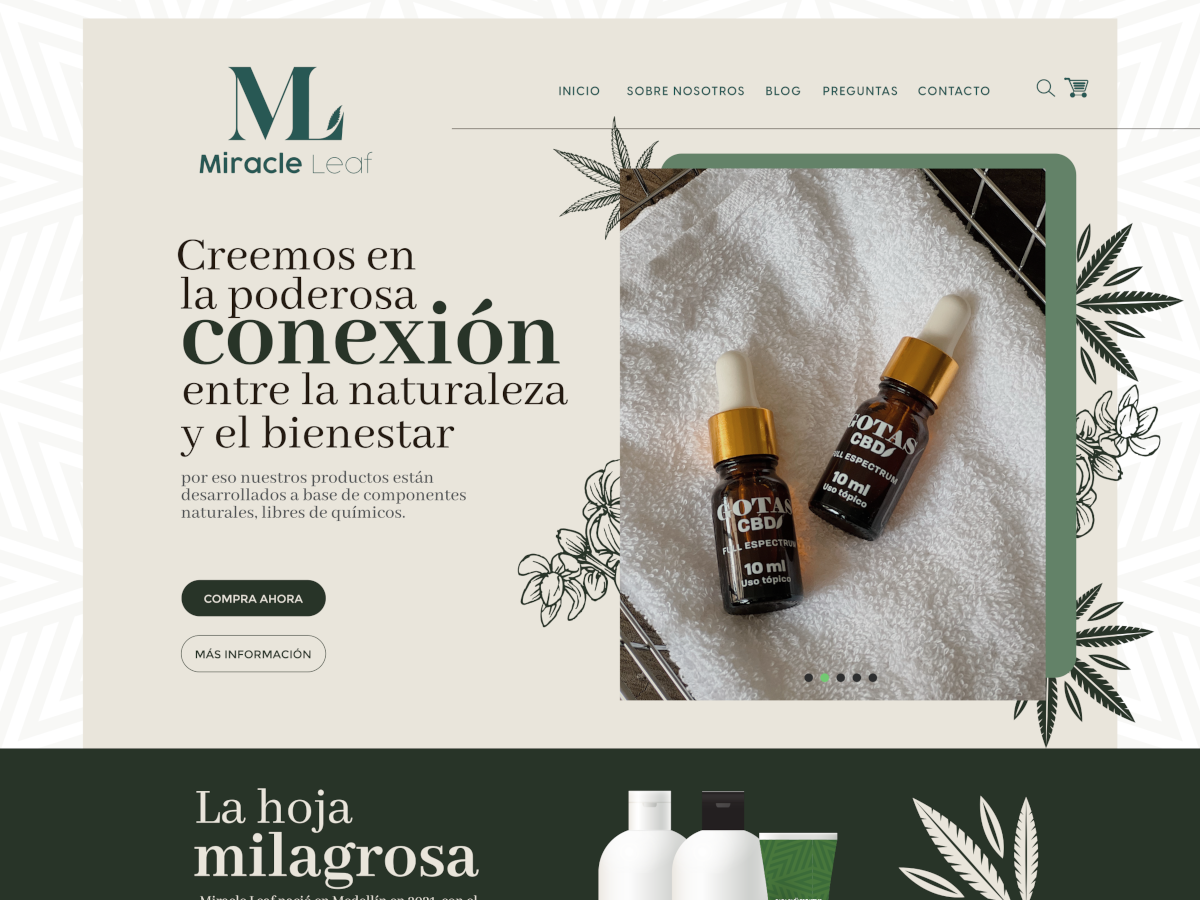 ML
Miracle Leaf
INICIO
SOBRE NOSOTROS
BLOG
PREGUNTAS
CONTACTO
Creemos en
la poderosa
conexión
entre la naturaleza
y el bienestar
por eso nuestros productos están
desarrollados a base de componentes
naturales, libres de químicos.
COMPRA AHORA
MÁS INFORMACIÓN
GOTAS
CBD
FULL ESPECTRUM
10 ml
Uso tópico
GOTAS
CBD
FULL ESPECTRUM
10 ml
Uso tópico
La hoja
milagrosa
Miracle Leaf nació en Medellín en 2021, con el